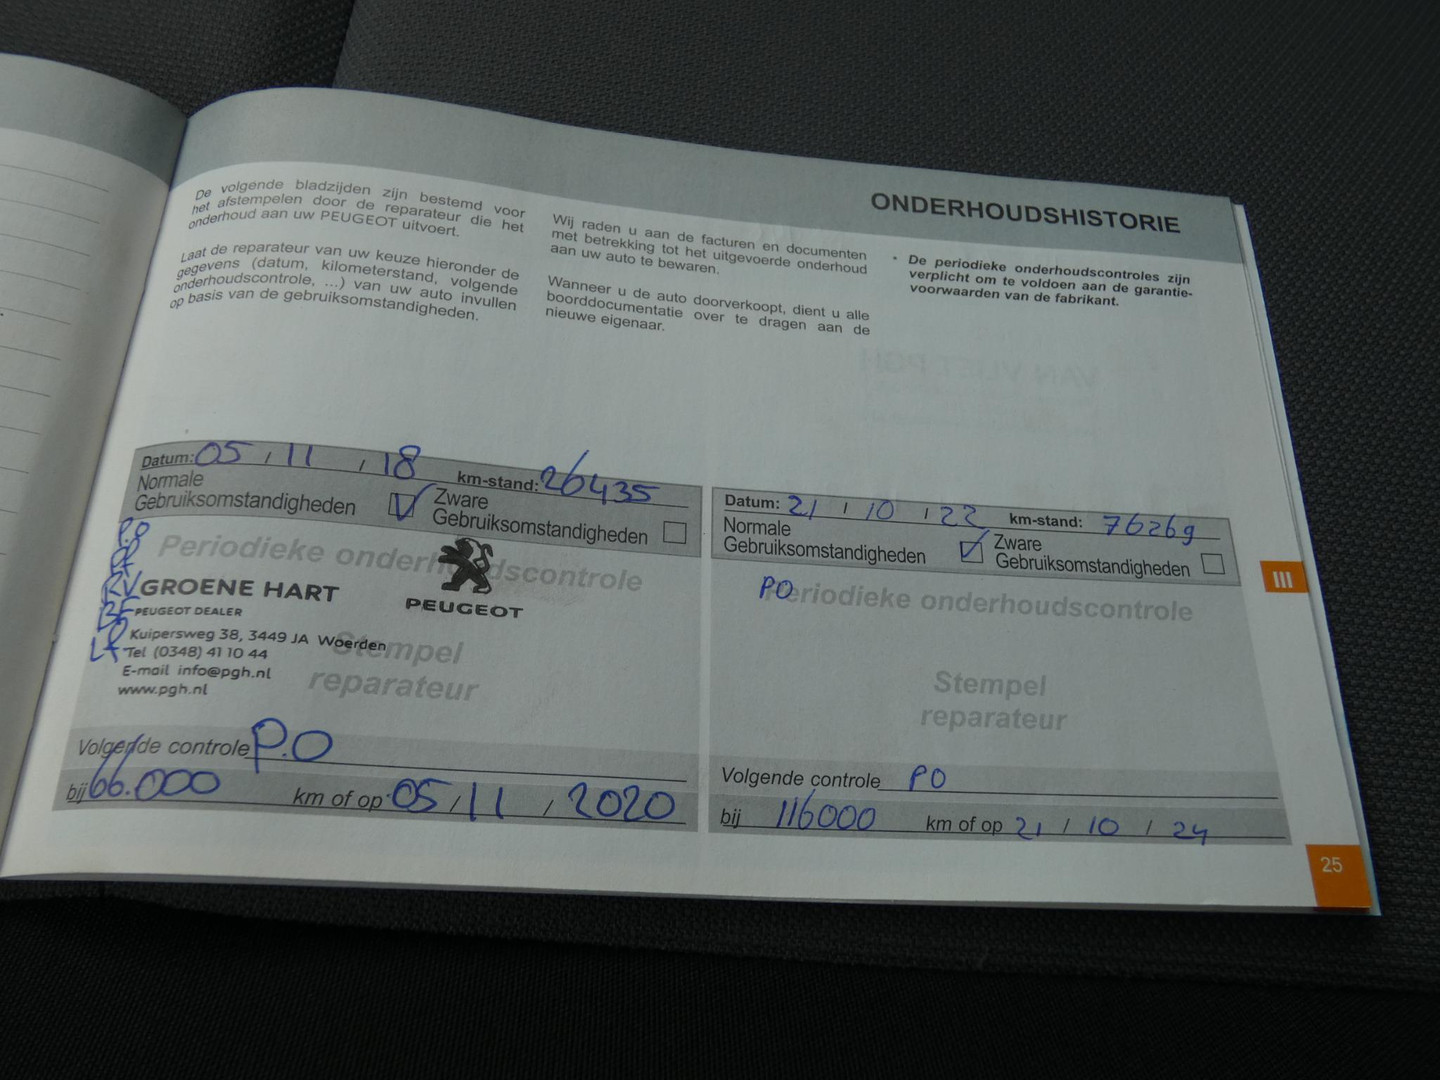 ONDERHOUDSHISTORIE
De volgende bladzijden zijn bestemd voor
het afstempelen door de reparateur die het
onderhoud aan uw PEUGEOT uitvoert.
Laat de reparateur van uw keuze hieronder de
gegevens (datum, kilometerstand, volgende
onderhoudscontrole, ...) van uw auto invullen
op basis van de gebruiksomstandigheden.
Wij raden u aan de facturen en documenten
met betrekking tot het uitgevoerde onderhoud
aan uw auto te bewaren.
Wanneer u de auto doorverkoopt, dient u alle
boorddocumentatie over te dragen aan de
nieuwe eigenaar.
* De periodieke onderhoudscontroles zijn
verplicht om te voldoen aan de garantie-
voorwaarden van de fabrikant.
Datum: 05 / 11 / 18 km-stand: 26435
Normale
Gebruiksomstandigheden
Zware
Gebruiksomstandigheden
Periodieke onderhoudscontrole
P.O
RV
GROENE HART
PEUGEOT DEALER
PEUGEOT
Kuipersweg 38, 3449 JA Woerden
Tel (0348) 41 10 44
E-mail info@pgh.nl
www.pgh.nl
Stempel
reparateur
Volgende controle P.O
bij 66.000 km of op 05 / 11 / 2020
Datum: 21 / 10 / 22 km-stand: 76269
Normale
Gebruiksomstandigheden
Zware
Gebruiksomstandigheden
PO
Periodieke onderhoudscontrole
Stempel
reparateur
Volgende controle PO
bij 116000 km of op 21 / 10 / 24
III
25